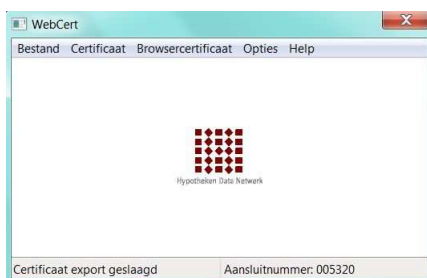 WebCert
Bestand Certificaat Browsercertificaat Opties Help
Hypotheken Data Netwerk
Certificaat export geslaagd Aansluitnummer: 005320